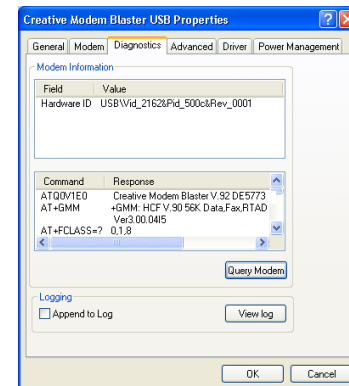 Creative Modem Blaster USB Properties
General Modem Diagnostics Advanced Driver Power Management
Modem Information
Field Value
Hardware ID USB\Vid_2162&Pid_500c&Rev_0001
Command Response
ATQ0V1E0 Creative Modem Blaster V.92 DE5773
AT+GMM +GMM: HCF V.90 56K Data,Fax,RTAD
Ver3.00.04I5
AT+FCLASS=? 0,1,8
Query Modem
Logging
Append to Log View log
OK Cancel